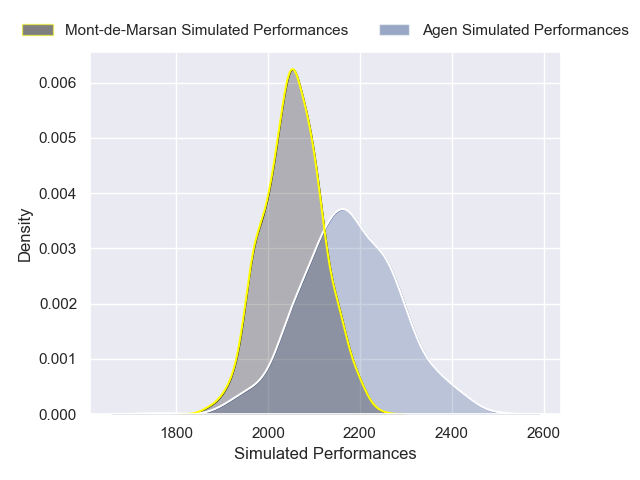 Mont-de-Marsan Simulated Performances Agen Simulated Performances
0.006
0.005
0.004
0.003
0.002
0.001
0.000
Density
1800 2000 2200 2400 2600
Simulated Performances